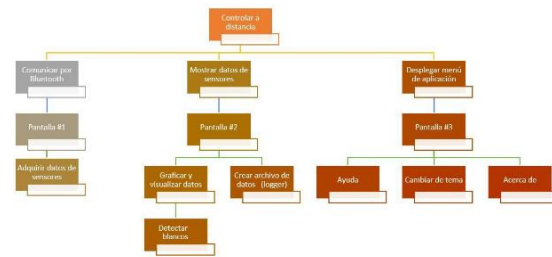 Controlar a
distancia
Comunicar por
Bluetooth
Mostrar datos de
sensores
Desplegar menú
de aplicación
Pantalla #1
Pantalla #2
Pantalla #3
Adquirir datos de
sensores
Graficar y
visualizar datos
Crear archivo de
datos (logger)
Ayuda
Cambiar de tema
Acerca de
Detectar
blancos